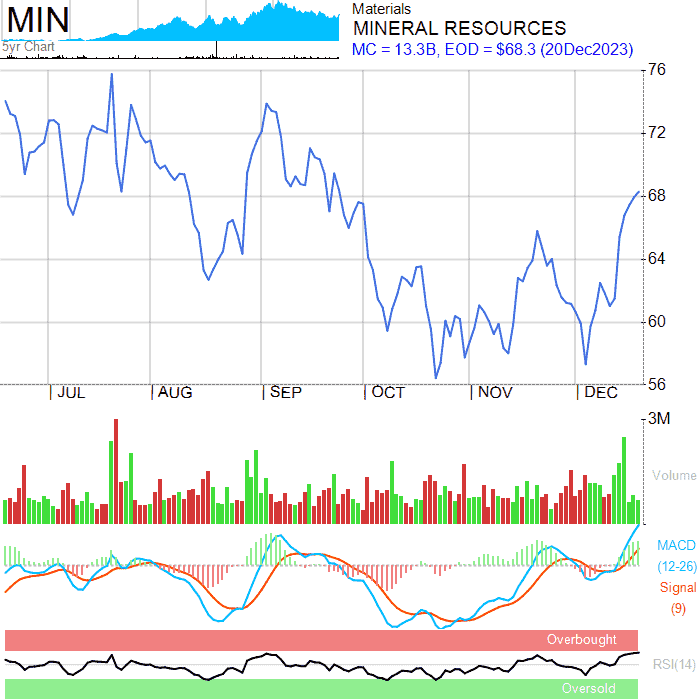 MIN
5yr Chart
Materials
MINERAL RESOURCES
MC = 13.3B, EOD = $68.3 (20Dec2023)
76
72
68
64
60
56
JUL AUG SEP OCT NOV DEC
3M
Volume
MACD
(12-26)
Signal
(9)
Overbought
RSI(14)
Oversold